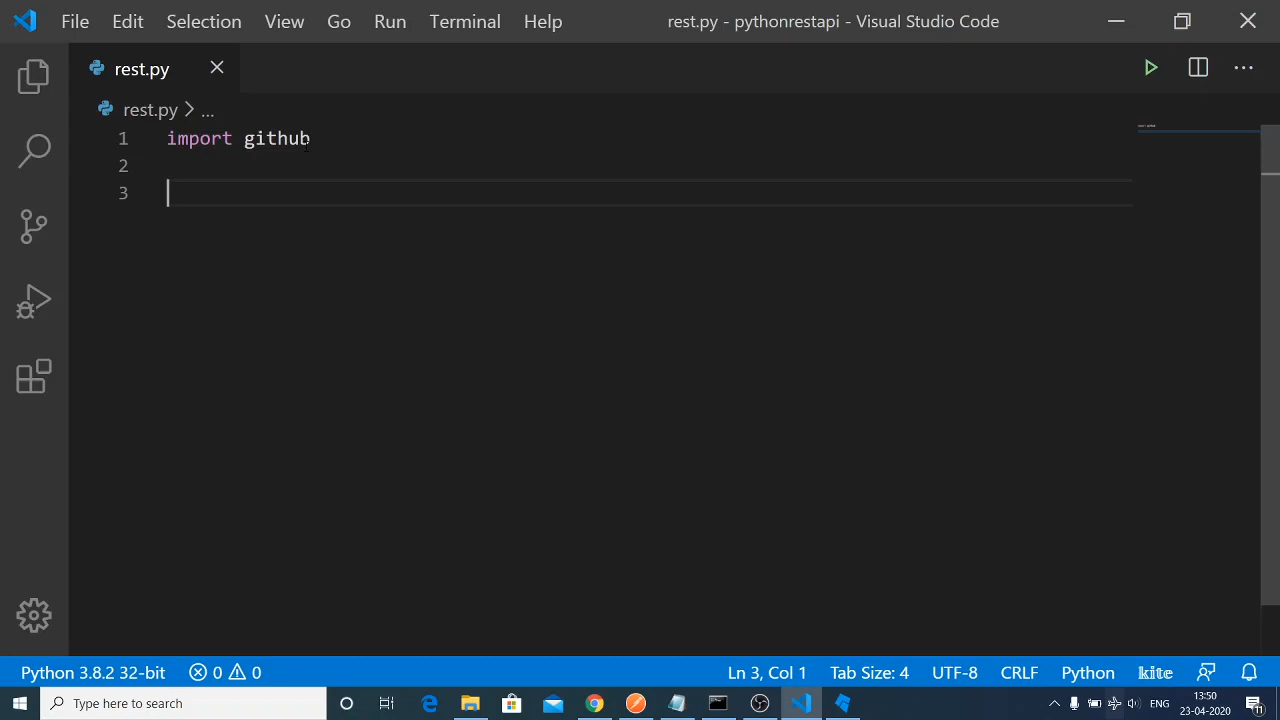 File Edit Selection View Go Run Terminal Help rest.py - pythonrestapi - Visual Studio Code
rest.py
rest.py > ...
1 import github
2
3
Python 3.8.2 32-bit 0 0 Ln 3, Col 1 Tab Size: 4 UTF-8 CRLF Python kite
Type here to search ENG 13:50
23-04-2020